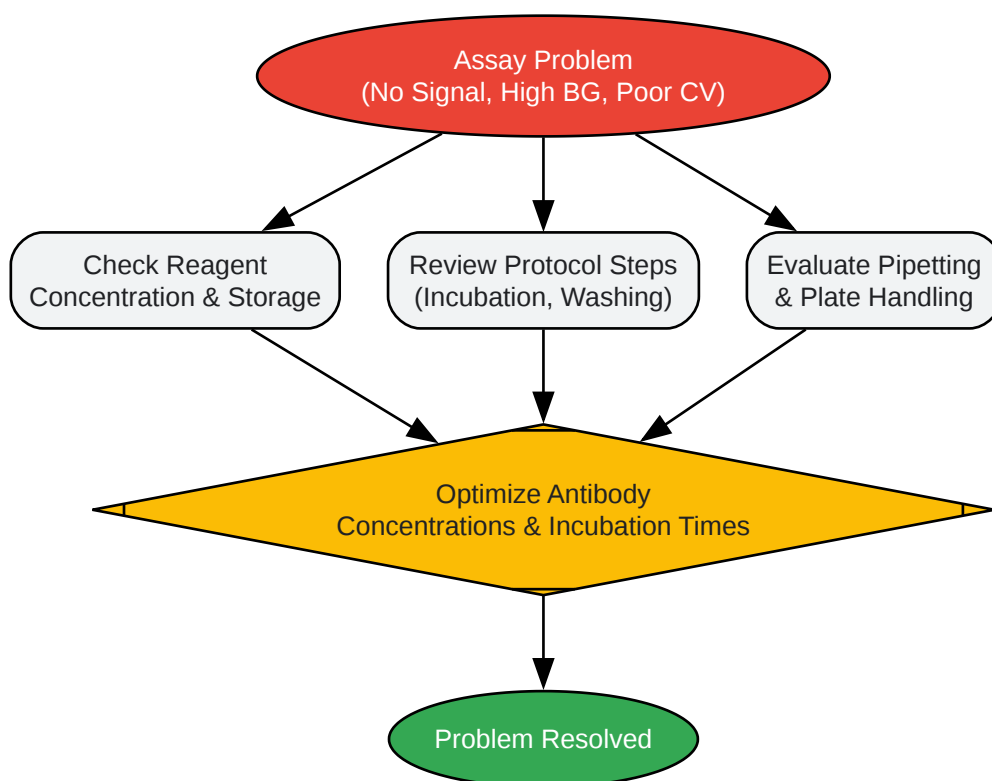 Assay Problem
(No Signal, High BG, Poor CV)
Check Reagent
Concentration & Storage
Review Protocol Steps
(Incubation, Washing)
Evaluate Pipetting
& Plate Handling
Optimize Antibody
Concentrations & Incubation Times
Problem Resolved